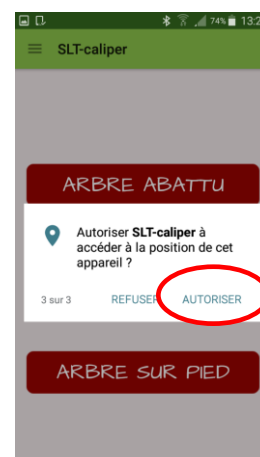 74% 13:2
SLT-caliper
ARBRE ABATTU
Autoriser SLT-caliper à
accéder à la position de cet
appareil ?
3 sur 3 REFUSER AUTORISER
ARBRE SUR PIED